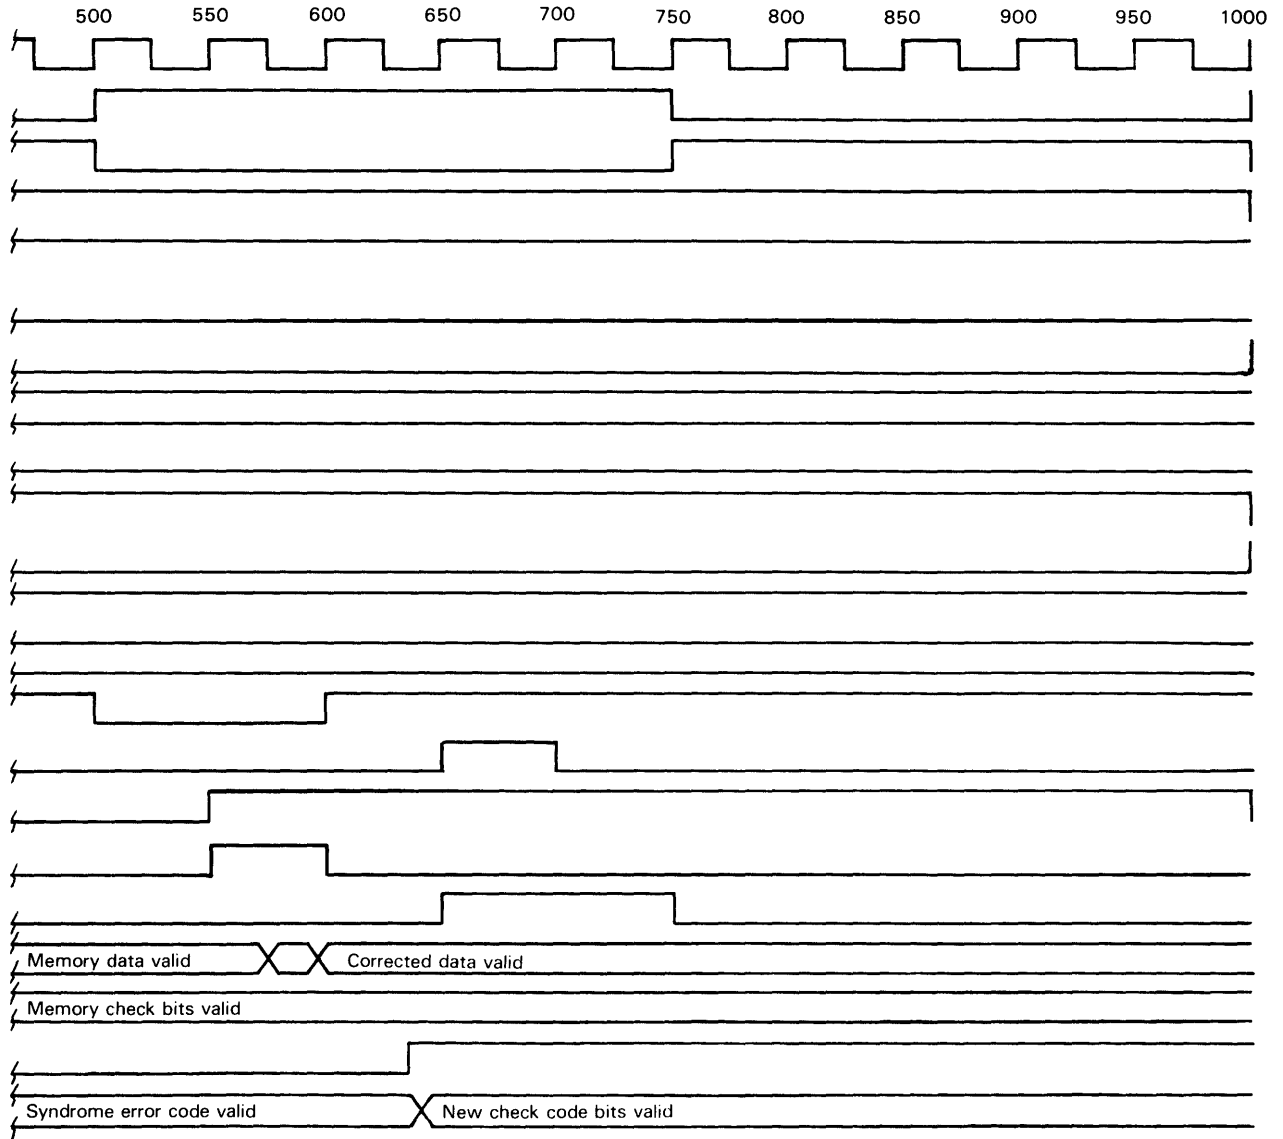 500 550 600 650 700 750 800 850 900 950 1000
Memory data valid Corrected data valid
Memory check bits valid
Syndrome error code valid New check code bits valid